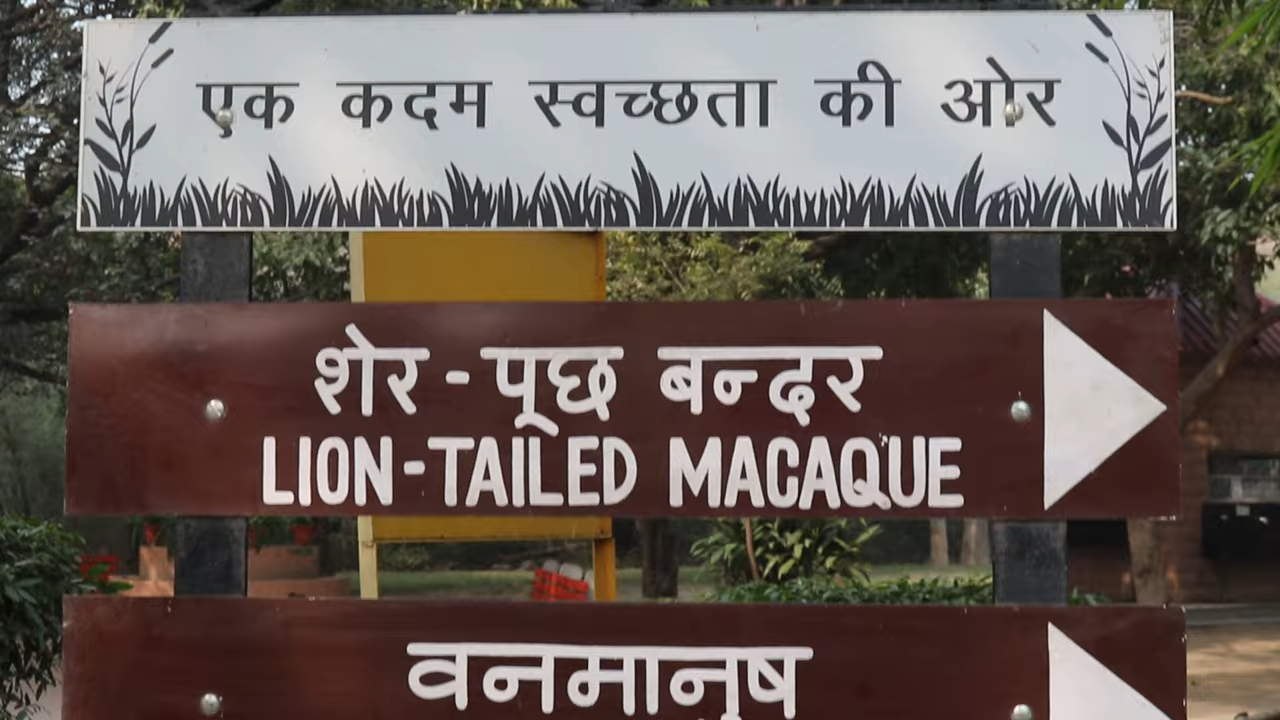 एक कदम स्वच्छता की ओर
शेर-पूछ बन्दर
LION-TAILED MACAQUE
वनमानुष